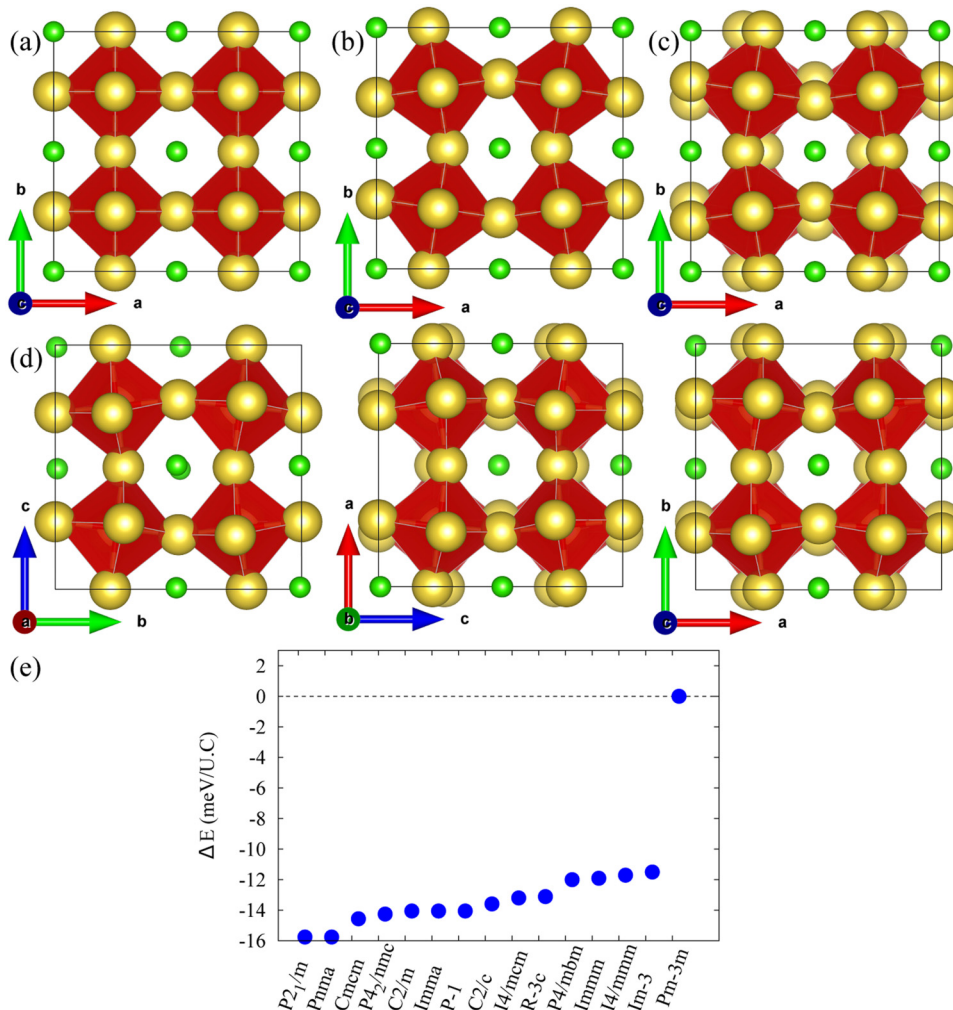 (a)
b
c
a
(b)
b
c
a
(c)
b
c
a
(d)
c
a
b
a
b
c
b
c
a
(e)
2
0
-2
-4
-6
-8
-10
-12
-14
-16
ΔE (meV/U.C)
P2₁/m
Pnma
Cmcm
P4₂/nmc
C2/m
Imma
P-1
C2/c
I4/mcm
R-3c
P4/mbm
Immm
I4/mmm
Im-3
Pm-3m